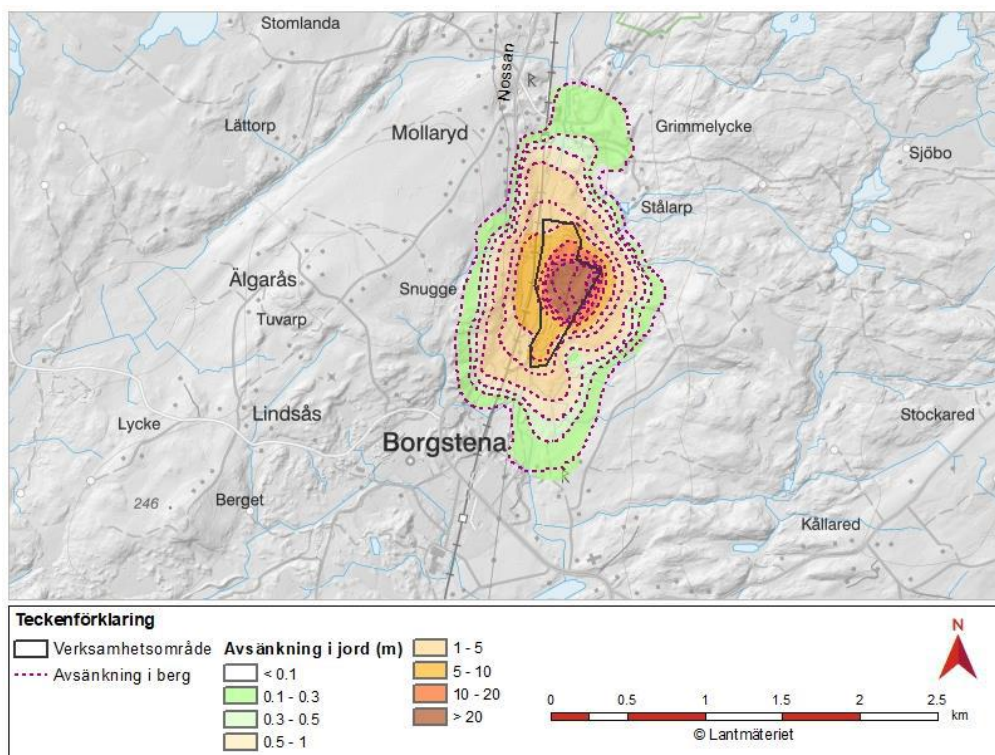 Stomlanda
Nossan
Lättorp
Mollaryd
Grimmelycke
Sjöbo
Stålarp
Älgarås
Snugge
Tuvarp
Lycke
Lindsås
Stockared
Borgstena
246
Berget
Kållared
Teckenförklaring
Verksamhetsområde
Avsänkning i berg
Avsänkning i jord (m)
< 0.1
0.1 - 0.3
0.3 - 0.5
0.5 - 1
1 - 5
5 - 10
10 - 20
> 20
N
0 0.5 1 1.5 2 2.5
km
© Lantmäteriet